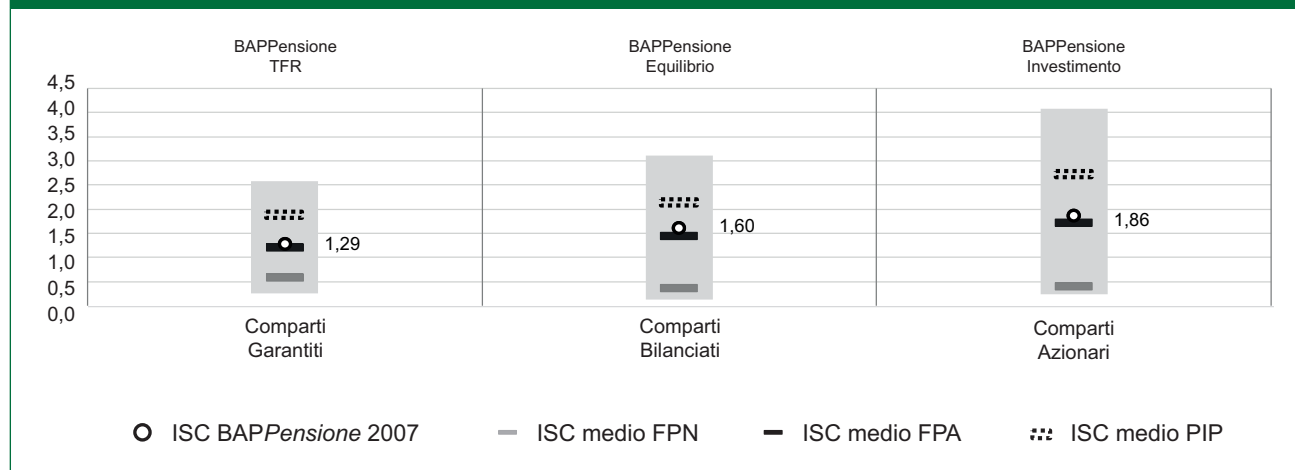 BAPPensione
TFR
BAPPensione
Equilibrio
BAPPensione
Investimento
4,5
4,0
3,5
3,0
2,5
2,0
1,5
1,0
0,5
0,0
1,29
1,60
1,86
Comparti
Garantiti
Comparti
Bilanciati
Comparti
Azionari
ISC BAPPensione 2007
ISC medio FPN
ISC medio FPA
ISC medio PIP